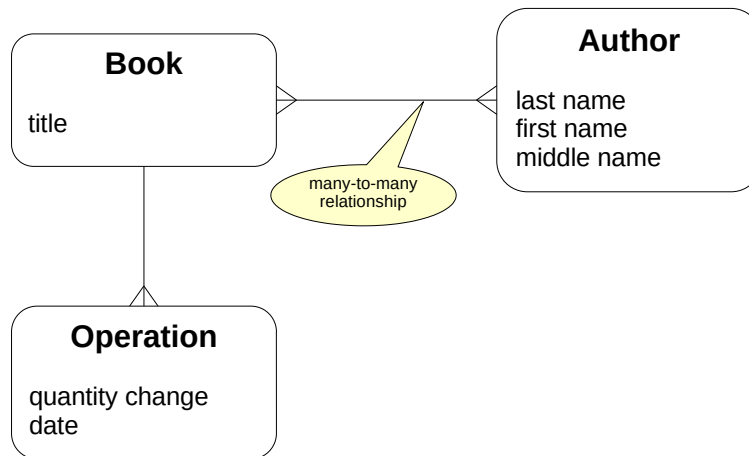 Book
title
Author
last name
first name
middle name
many-to-many
relationship
Operation
quantity change
date